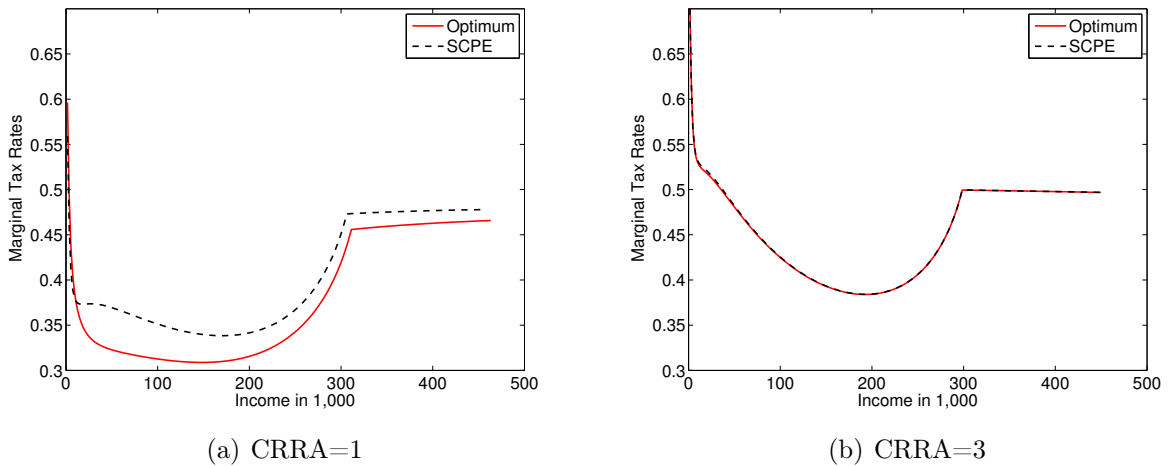 Optimum
SCPE
0.65
0.6
0.55
0.5
0.45
0.4
0.35
0.3
Marginal Tax Rates
0 100 200 300 400 500
Income in 1,000
(a) CRRA=1
Optimum
SCPE
0.65
0.6
0.55
0.5
0.45
0.4
0.35
0.3
Marginal Tax Rates
0 100 200 300 400 500
Income in 1,000
(b) CRRA=3